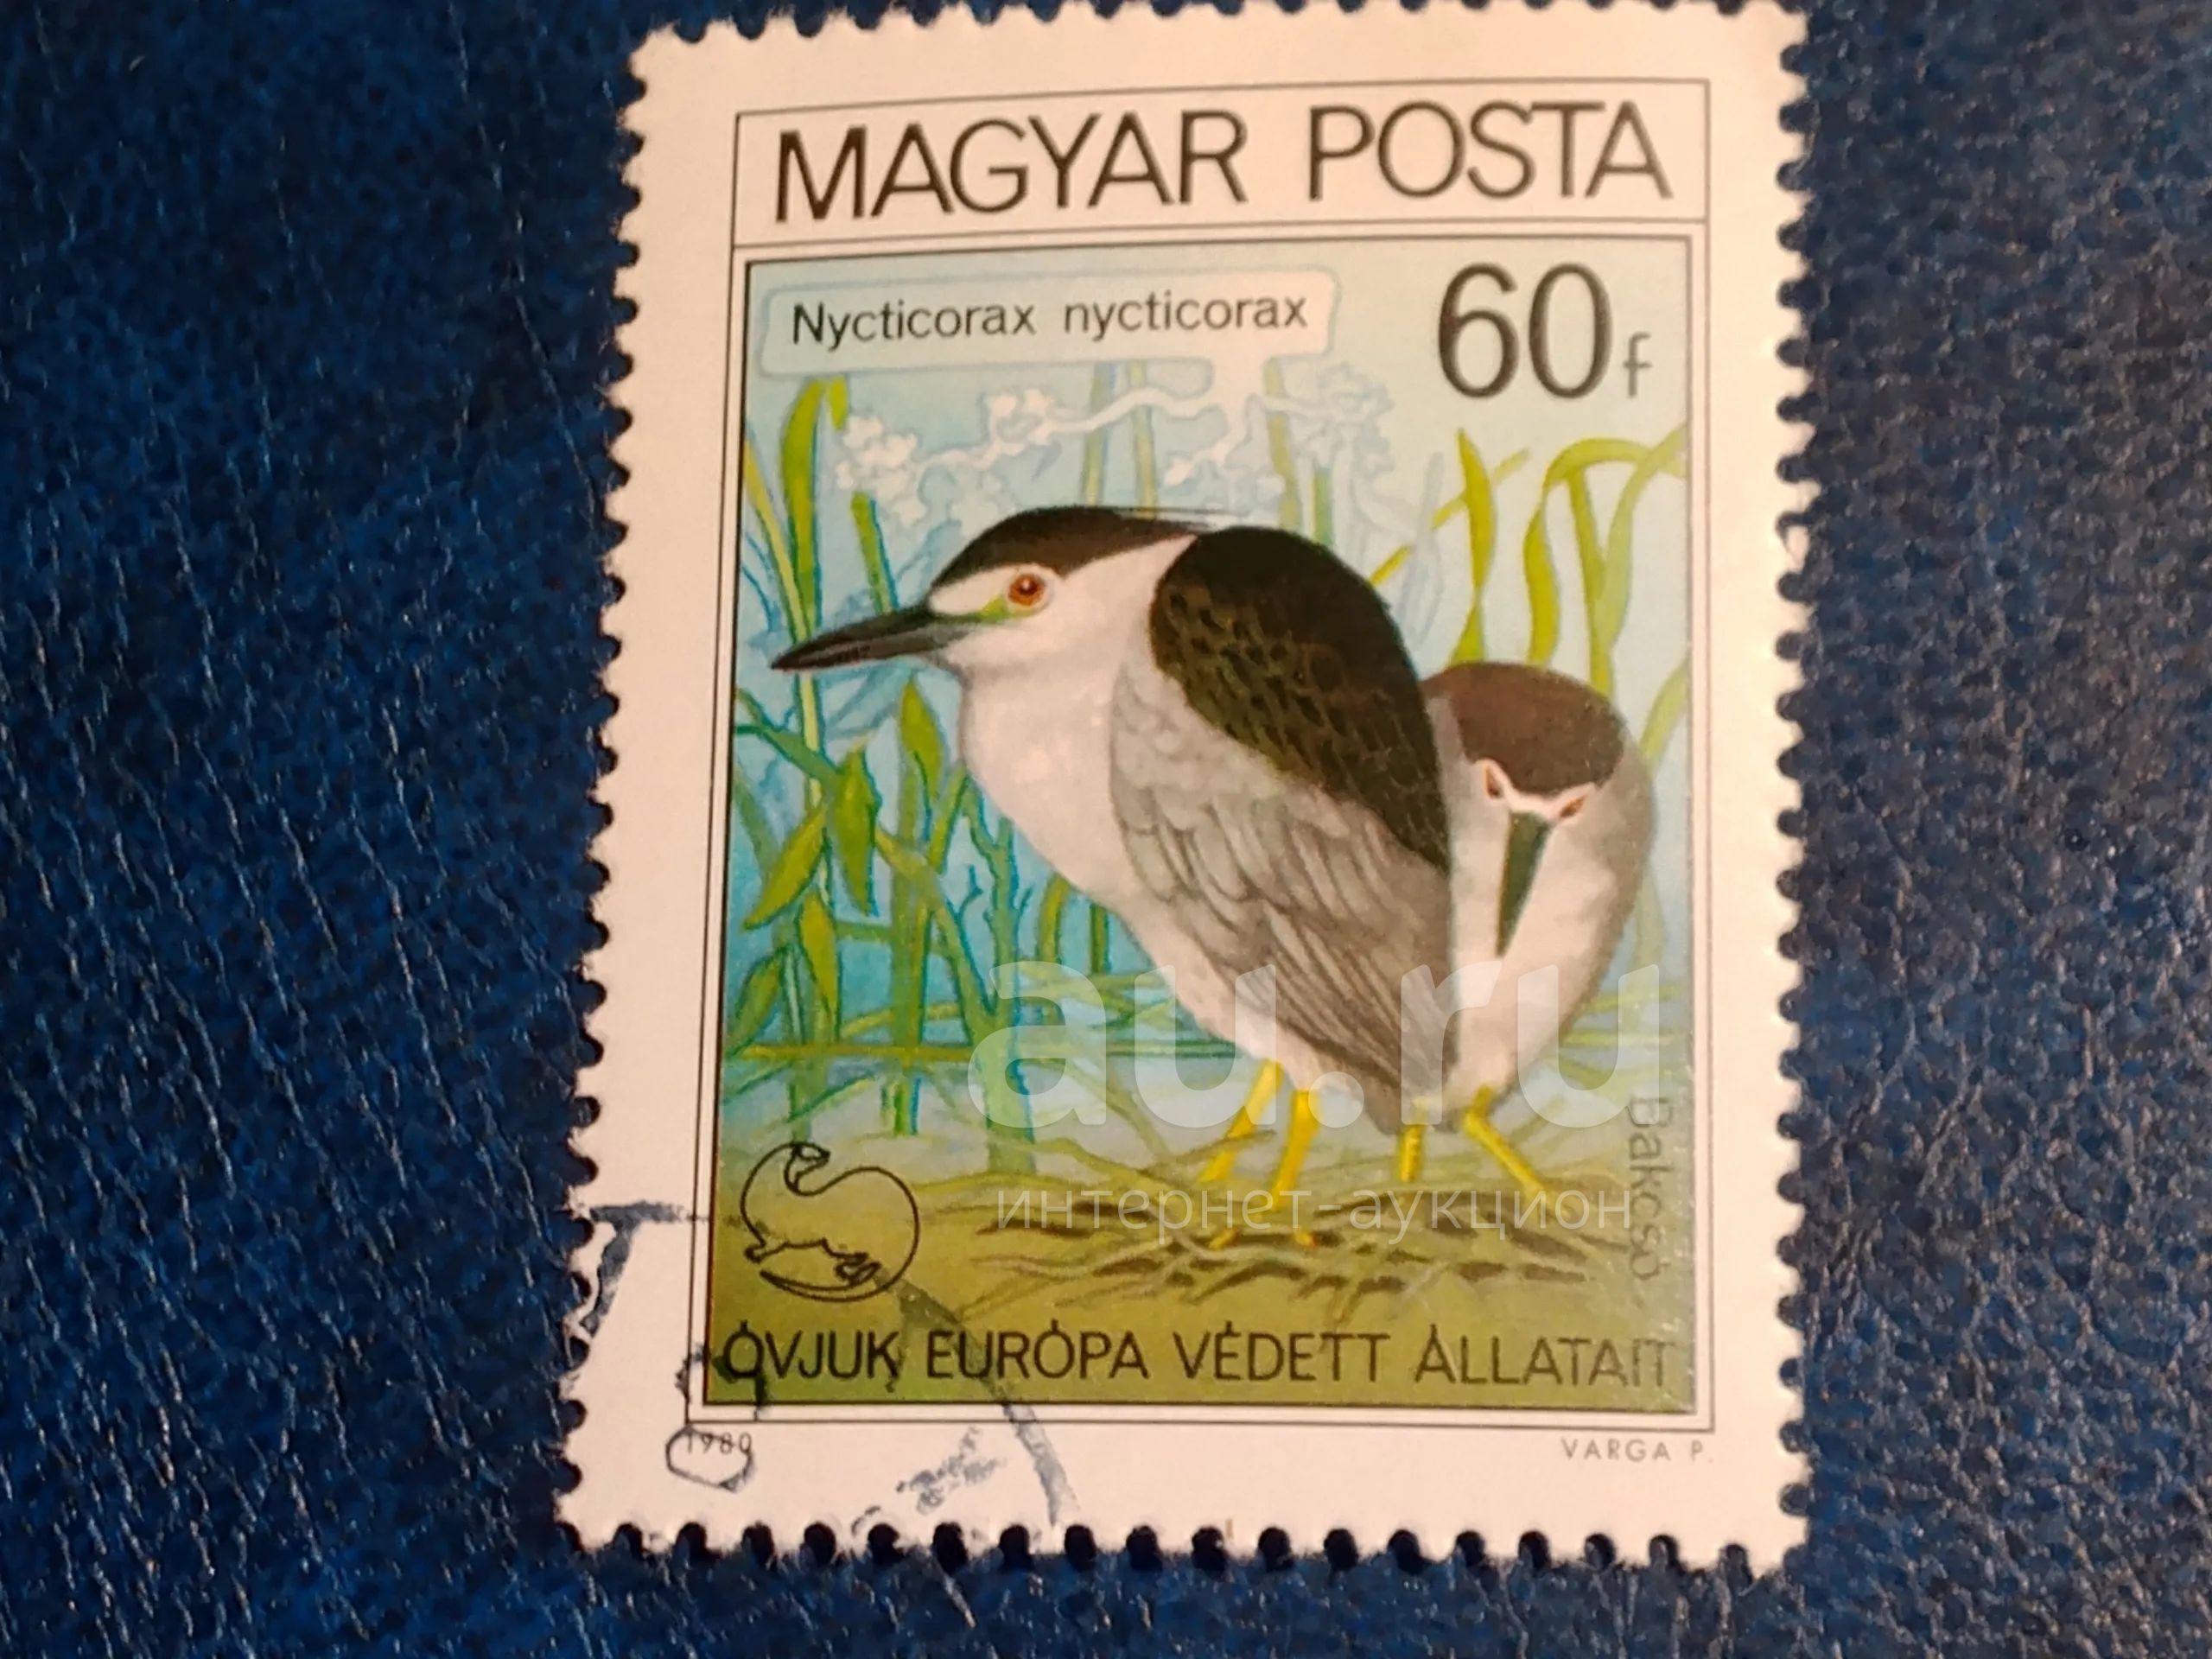 MAGYAR POSTA
Nycticorax nycticorax
60f
au.ru
интернет-аукцион
Bakcsó
ÓVJUK EURÓPA VÉDETT ÁLLATAIT
1980
VARGA P.